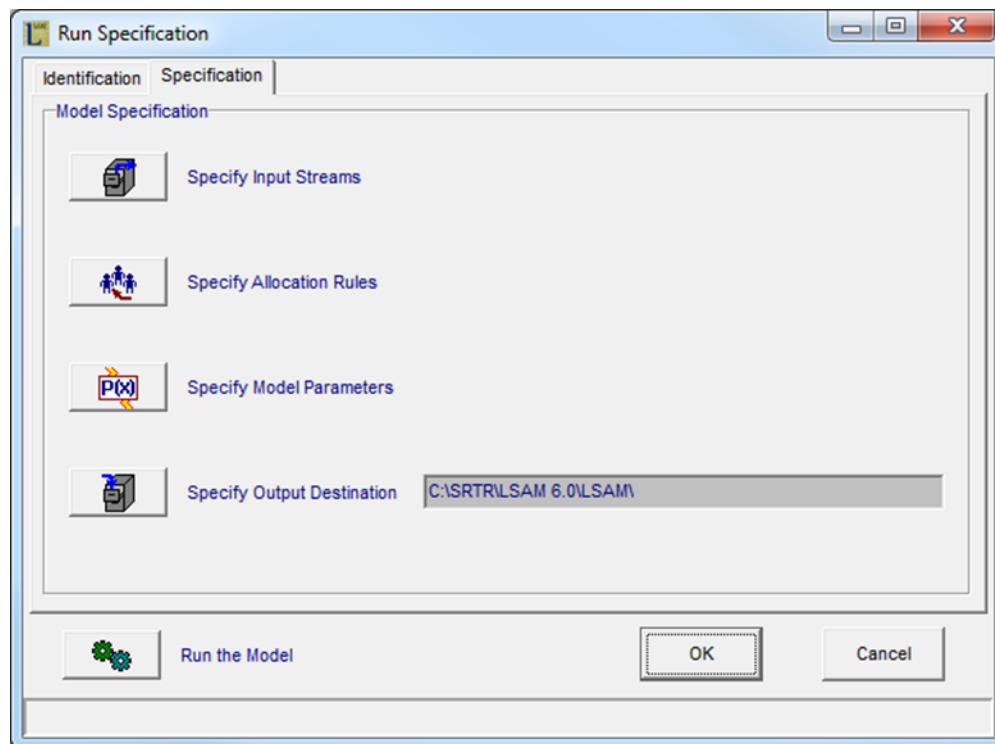 Run Specification
Identification
Specification
Model Specification
Specify Input Streams
Specify Allocation Rules
P(x)
Specify Model Parameters
Specify Output Destination
C:\SRTR\LSAM 6.0\LSAM\
Run the Model
OK
Cancel